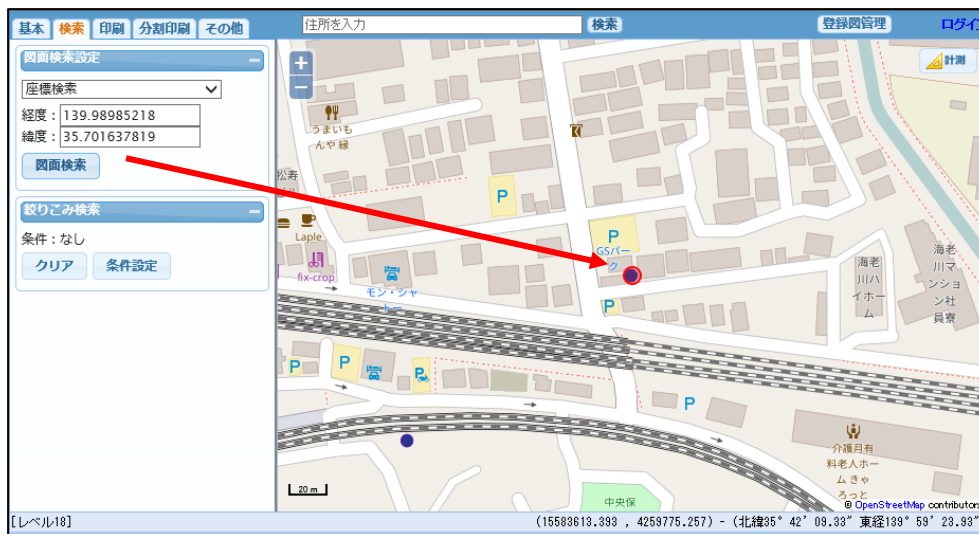 基本 検索 印刷 分割印刷 その他
住所を入力
検索
登録図管理
ログイ
図面検索設定
座標検索
経度：139.98985218
緯度：35.701637819
図面検索
絞りこみ検索
条件：なし
クリア 条件設定
計測
うまいも
んや 縁
松寿
P
P
GSパー
ク
Laple
fix-crop
モン・シャ
トー
P
海老
川ハ
イホー
ム
海老
川マ
ンショ
ン社
員寮
P
P
P
P
介護月有
料老人ホー
ムきゃ
ろっと
中央保
20 m
© OpenStreetMap contributors
[レベル18]
(15583613.393 , 4259775.257) - (北緯35° 42' 09.33" 東経139° 59' 23.93"